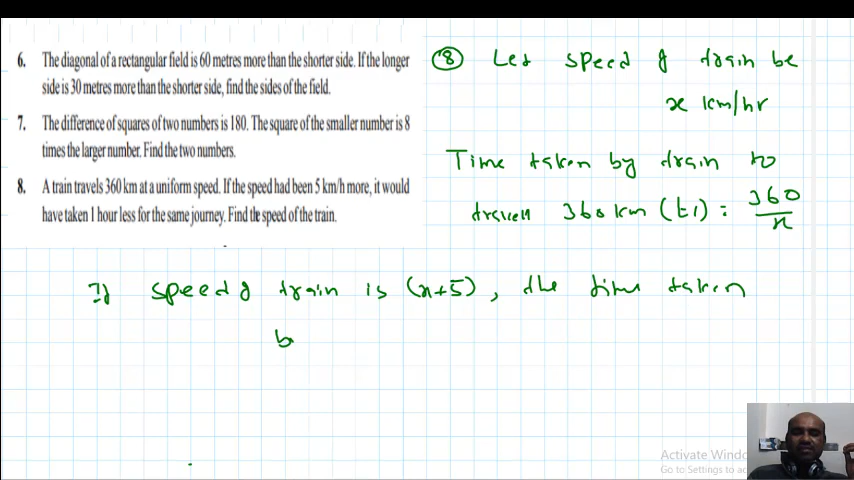 6. The diagonal of a rectangular field is 60 metres more than the shorter side. If the longer
side is 30 metres more than the shorter side, find the sides of the field.
7. The difference of squares of two numbers is 180. The square of the smaller number is 8
times the larger number. Find the two numbers.
8. A train travels 360 km at a uniform speed. If the speed had been 5 km/h more, it would
have taken 1 hour less for the same journey. Find the speed of the train.
8 Let speed of train be
x km/hr
Time taken by train to
travel 360 km (t1) = 360/x
If speed of train is (x+5), the time taken
b
Activate Windo
Go to Settings to ac